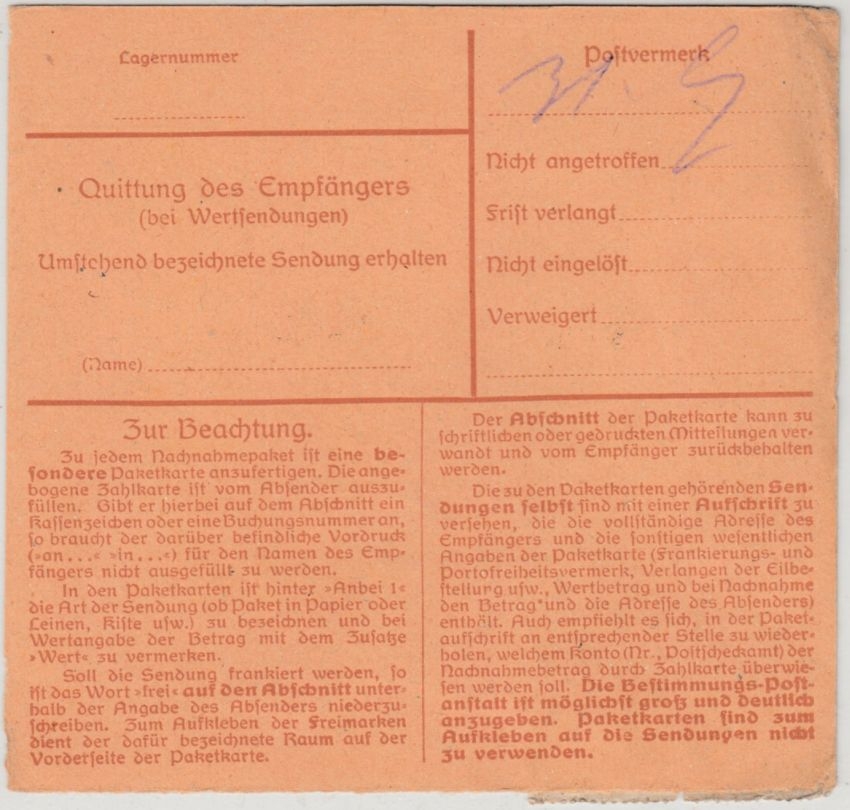 Lagernummer
Quittung des Empfängers
(bei Wertsendungen)
Umstehend bezeichnete Sendung erhalten
(Name)
Postvermerk
31.
Nicht angetroffen
Frist verlangt
Nicht eingelöst
Verweigert
Zur Beachtung.
Zu jedem Nachnahmepaket ist eine be-
sondere Paketkarte anzufertigen. Die ange-
bogene Zahlkarte ist vom Absender auszu-
füllen. Gibt er hierbei auf dem Abschnitt ein
Kassenzeichen oder eine Buchungsnummer an,
so braucht der darüber befindliche Vordruck
(»an...« »in...«) für den Namen des Emp-
fängers nicht ausgefüllt zu werden.
In den Paketkarten ist hinter »Anbei 1«
die Art der Sendung (ob Paket in Papier oder
Leinen, Kiste usw.) zu bezeichnen und bei
Wertangabe der Betrag mit dem Zusatze
»Wert« zu vermerken.
Soll die Sendung frankiert werden, so
ist das Wort »frei« auf den Abschnitt unter-
halb der Angabe des Absenders niederzu-
schreiben. Zum Aufkleben der Freimarken
dient der dafür bezeichnete Raum auf der
Vorderseite der Paketkarte.
Der Abschnitt der Paketkarte kann zu
schriftlichen oder gedruckten Mitteilungen ver-
wandt und vom Empfänger zurückbehalten
werden.
Die zu den Paketkarten gehörenden Sen-
dungen selbst sind mit einer Aufschrift zu
versehen, die die vollständige Adresse des
Empfängers und die sonstigen wesentlichen
Angaben der Paketkarte (Frankierungs- und
Portofreiheitsvermerk, Verlangen der Eilbe-
stellung usw., Wertbetrag und bei Nachnahme
den Betrag und die Adresse des Absenders)
enthält. Auch empfiehlt es sich, in der Paket-
aufschrift an entsprechender Stelle zu wieder-
holen, welchem Konto (Nr., Postscheckamt) der
Nachnahmebetrag durch Zahlkarte überwie-
sen werden soll. Die Bestimmungs-Post-
anstalt ist möglichst groß und deutlich
anzugeben. Paketkarten sind zum
Aufkleben auf die Sendungen nicht
zu verwenden.